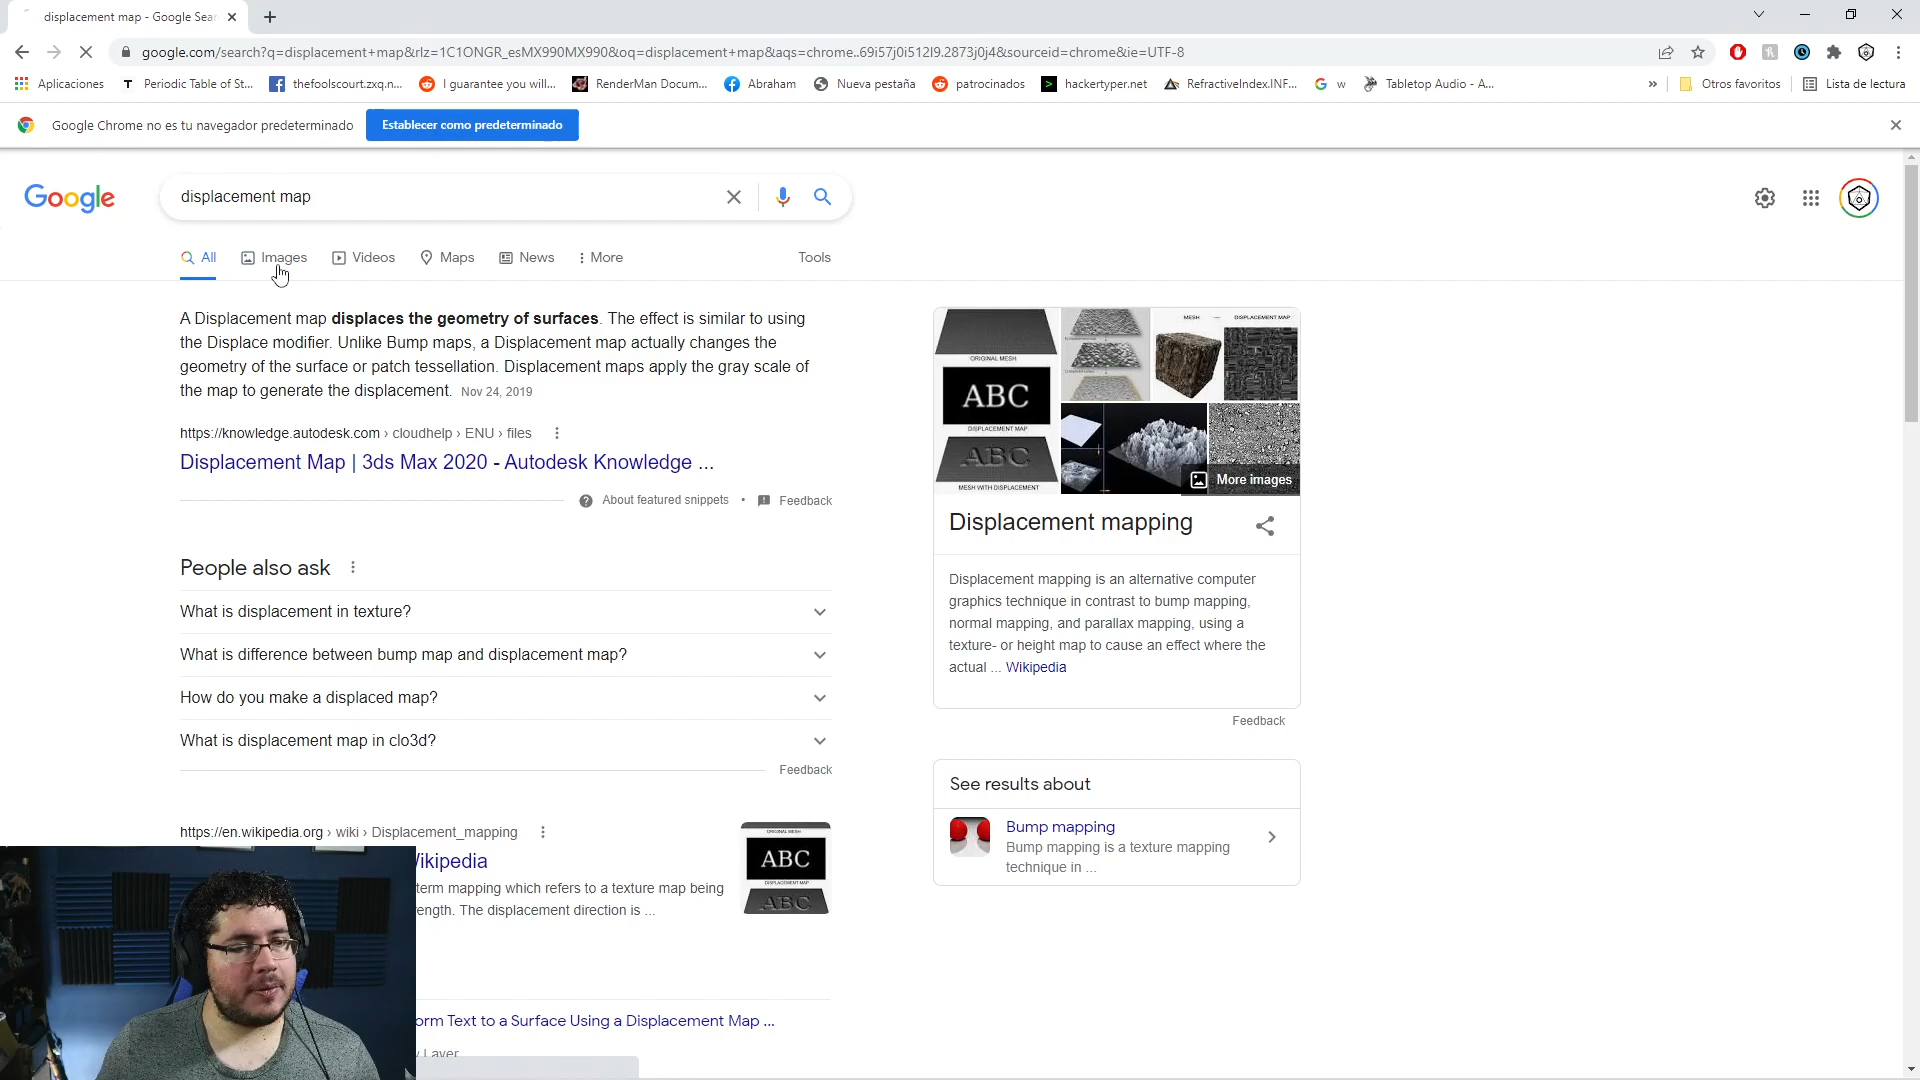 displacement map - Google Sear
google.com/search?q=displacement+map&rlz=1C1ONGR_esMX990MX990&oq=displacement+map&aqs=chrome..69i57j0i512l9.2873j0j4&sourceid=chrome&ie=UTF-8
Aplicaciones T Periodic Table of St... thefoolscourt.zxq.n... I guarantee you will... RenderMan Docum... Abraham Nueva pestaña patrocinados hackertyper.net RefractiveIndex.INF... w Tabletop Audio - A... » Otros favoritos Lista de lectura
Google Chrome no es tu navegador predeterminado Establecer como predeterminado
Google displacement map
All Images Videos Maps News More Tools
A Displacement map displaces the geometry of surfaces. The effect is similar to using
the Displace modifier. Unlike Bump maps, a Displacement map actually changes the
geometry of the surface or patch tessellation. Displacement maps apply the gray scale of
the map to generate the displacement. Nov 24, 2019
https://knowledge.autodesk.com › cloudhelp › ENU › files
Displacement Map | 3ds Max 2020 - Autodesk Knowledge ...
About featured snippets • Feedback
People also ask
What is displacement in texture?
What is difference between bump map and displacement map?
How do you make a displaced map?
What is displacement map in clo3d?
Feedback
https://en.wikipedia.org › wiki › Displacement_mapping
ikipedia
term mapping which refers to a texture map being
ength. The displacement direction is ...
ORIGINAL MESH
ABC
DISPLACEMENT MAP
ABC
orm Text to a Surface Using a Displacement Map ...
y Layer
ORIGINAL MESH
ABC
DISPLACEMENT MAP
ABC
MESH WITH DISPLACEMENT
MESH DISPLACEMENT MAP
More images
Displacement mapping
Displacement mapping is an alternative computer
graphics technique in contrast to bump mapping,
normal mapping, and parallax mapping, using a
texture- or height map to cause an effect where the
actual ... Wikipedia
Feedback
See results about
Bump mapping
Bump mapping is a texture mapping
technique in ...